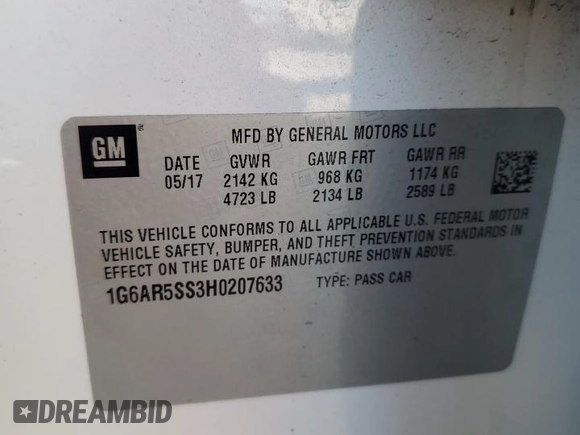 GM
MFD BY GENERAL MOTORS LLC
DATE GVWR GAWR FRT GAWR RR
05/17 2142 KG 968 KG 1174 KG
4723 LB 2134 LB 2589 LB
THIS VEHICLE CONFORMS TO ALL APPLICABLE U.S. FEDERAL MOTOR
VEHICLE SAFETY, BUMPER, AND THEFT PREVENTION STANDARDS IN
EFFECT ON THE DATE OF MANUFACTURE SHOWN ABOVE.
1G6AR5SS3H0207633 TYPE: PASS CAR
DREAMBID